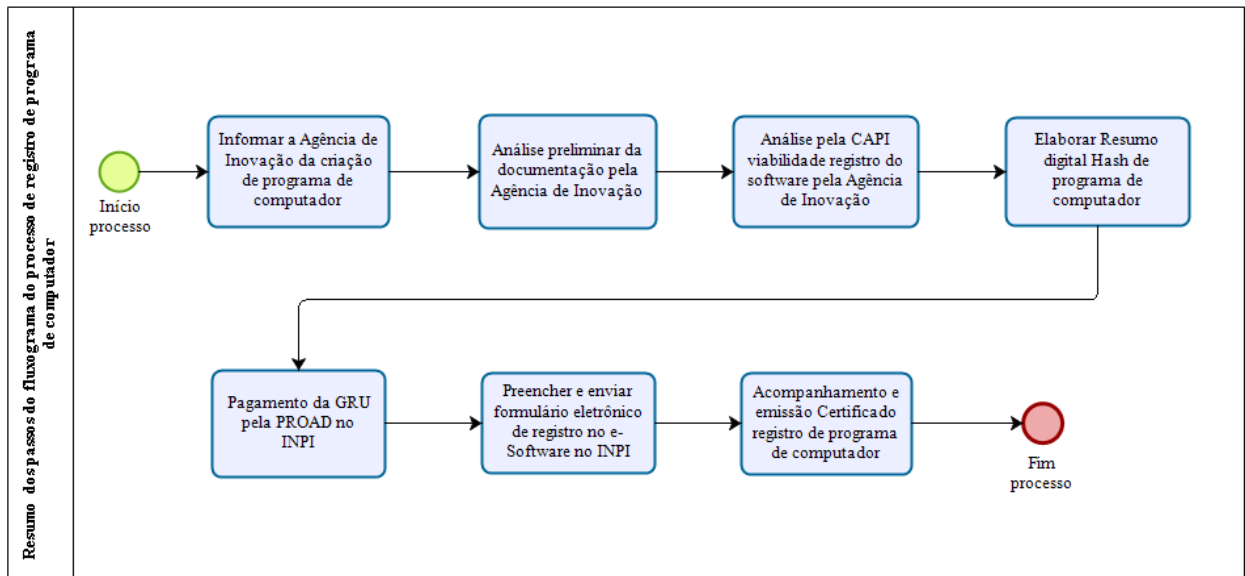 Resumo dos passos do fluxograma do processo de registro de programa
de computador
Início
processo
Informar a Agência de
Inovação da criação
de programa de
computador
Análise preliminar da
documentação pela
Agência de Inovação
Análise pela CAPI
viabilidade registro do
software pela Agência
de Inovação
Elaborar Resumo
digital Hash de
programa de
computador
Pagamento da GRU
pela PROAD no
INPI
Preencher e enviar
formulário eletrônico
de registro no e-
Software no INPI
Acompanhamento e
emissão Certificado
registro de programa
de computador
Fim
processo